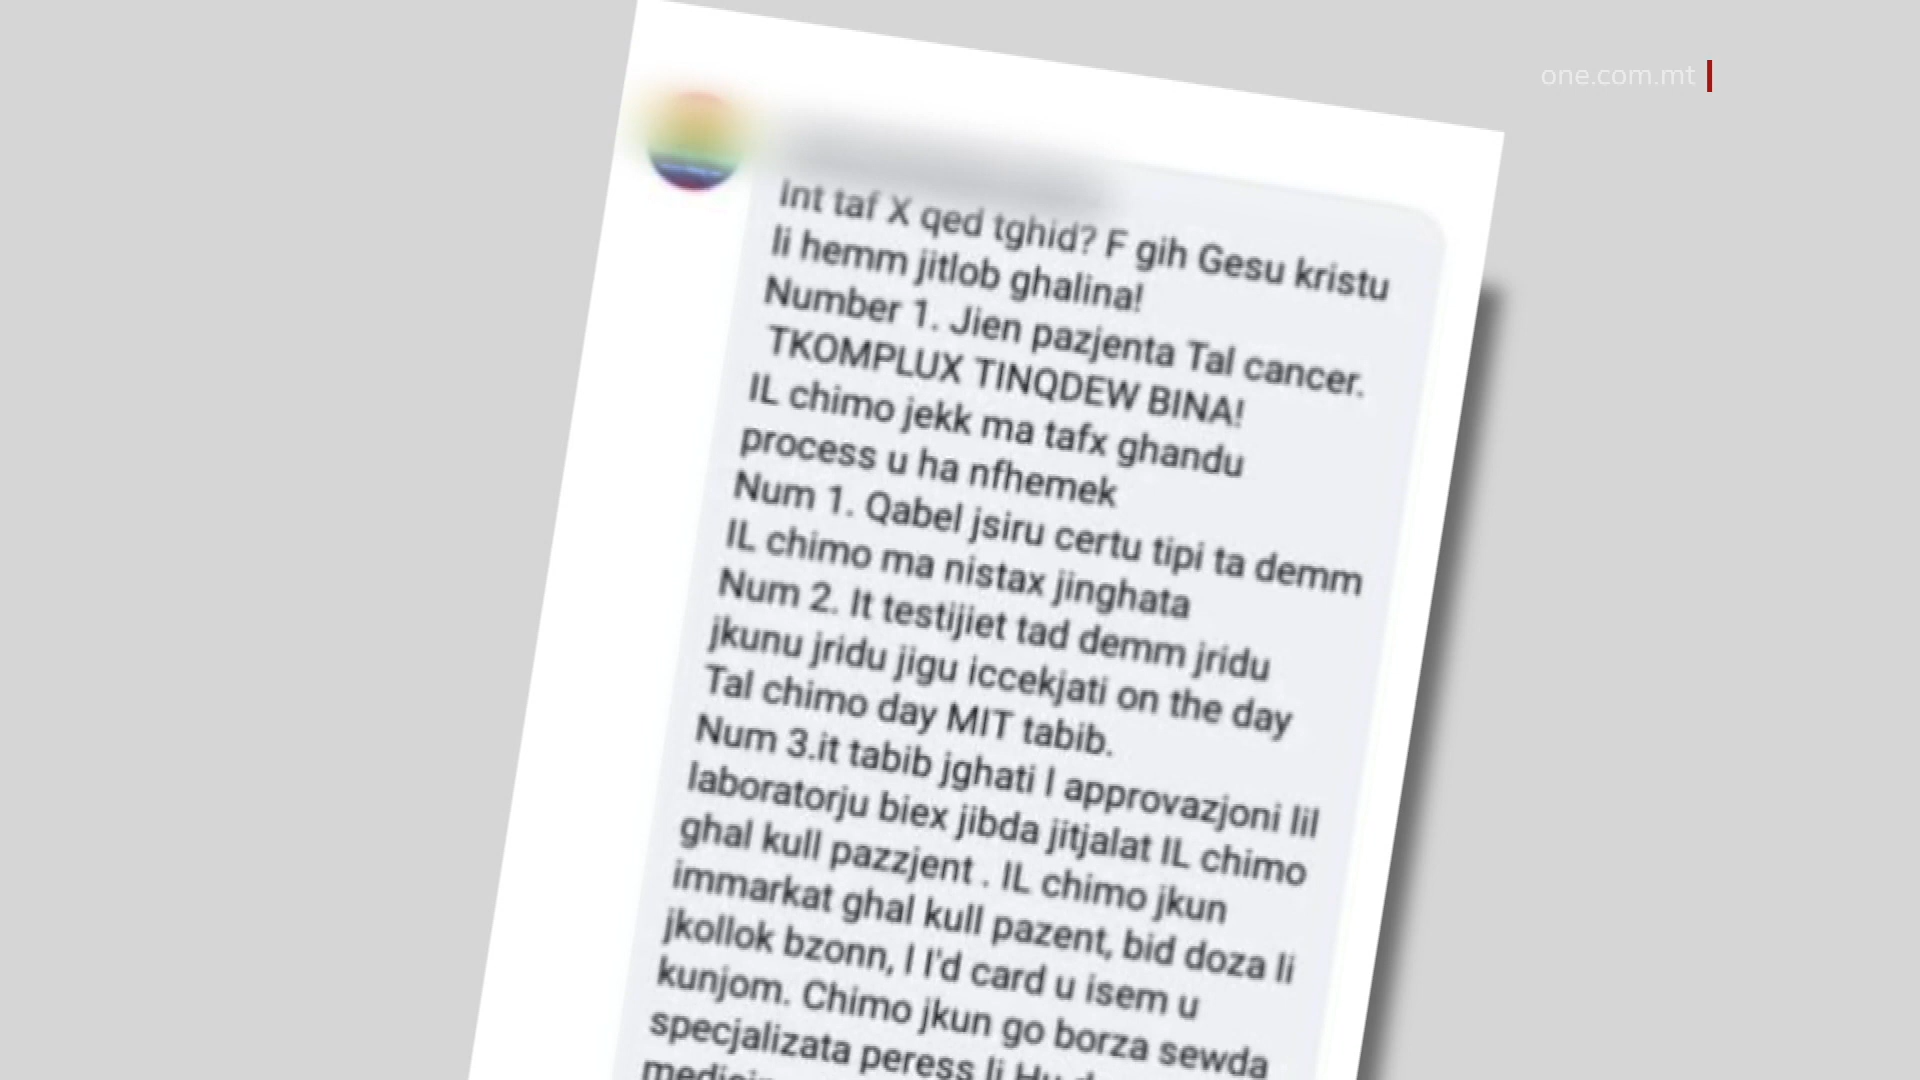 one.com.mt
Int taf X qed tghid? F gih Gesu kristu
li hemm jitlob ghalina!
Number 1. Jien pazjenta Tal cancer.
TKOMPLUX TINQDEW BINA!
IL chimo jekk ma tafx ghandu
process u ha nfhemek
Num 1. Qabel jsiru certu tipi ta demm
IL chimo ma nistax jinghata
Num 2. It testijiet tad demm jridu
jkunu jridu jigu iccekjati on the day
Tal chimo day MIT tabib.
Num 3.it tabib jghati l approvazjoni lil
laboratorju biex jibda jitjalat IL chimo
ghal kull pazzjent . IL chimo jkun
immarkat ghal kull pazent, bid doza li
jkollok bzonn, l I'd card u isem u
kunjom. Chimo jkun go borza sewda
specjalizata peress li Hu